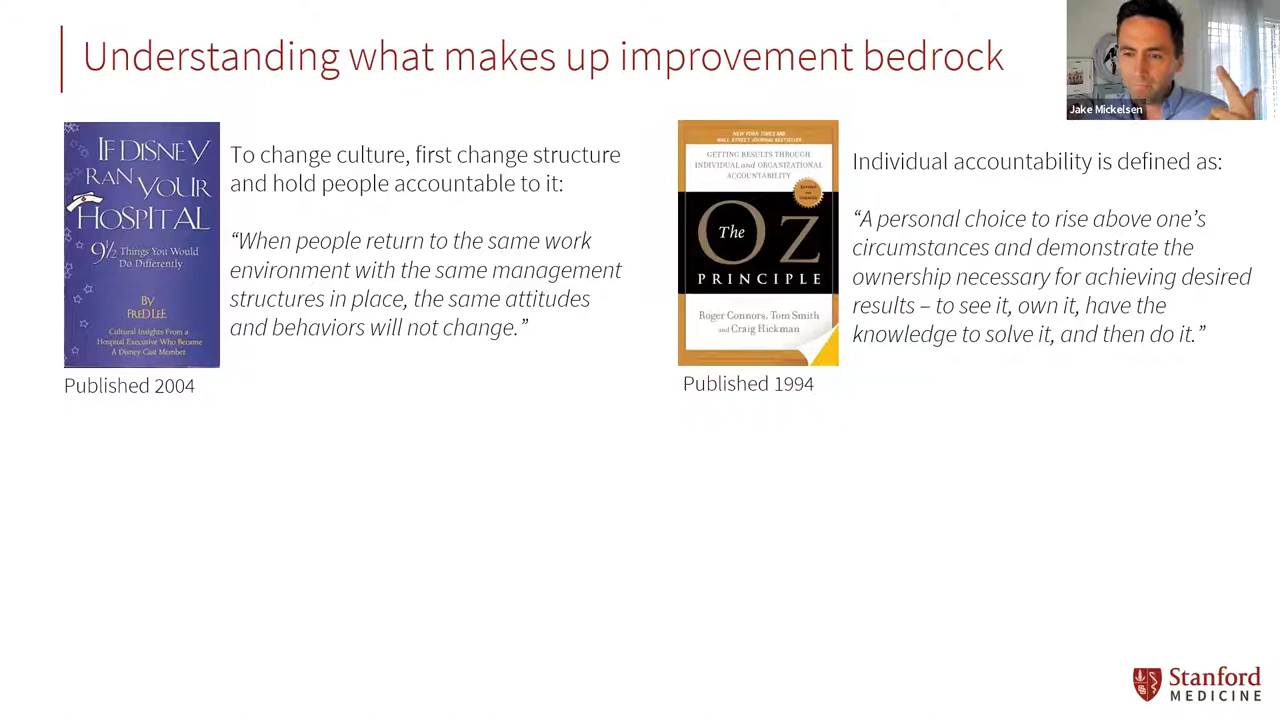 Understanding what makes up improvement bedrock
Jake Mickelsen
IF DISNEY
RAN YOUR
HOSPITAL
9½ Things You Would
Do Differently
BY
FRED LEE
Cultural Insights From a
Hospital Executive Who Became
A Disney Cast Member
Published 2004
To change culture, first change structure
and hold people accountable to it:
“When people return to the same work
environment with the same management
structures in place, the same attitudes
and behaviors will not change.”
NEW YORK TIMES AND
WALL STREET JOURNAL BESTSELLER
GETTING RESULTS THROUGH
INDIVIDUAL and ORGANIZATIONAL
ACCOUNTABILITY
The OZ
PRINCIPLE
Roger Connors, Tom Smith
and Craig Hickman
Published 1994
Individual accountability is defined as:
“A personal choice to rise above one’s
circumstances and demonstrate the
ownership necessary for achieving desired
results – to see it, own it, have the
knowledge to solve it, and then do it.”
Stanford
MEDICINE